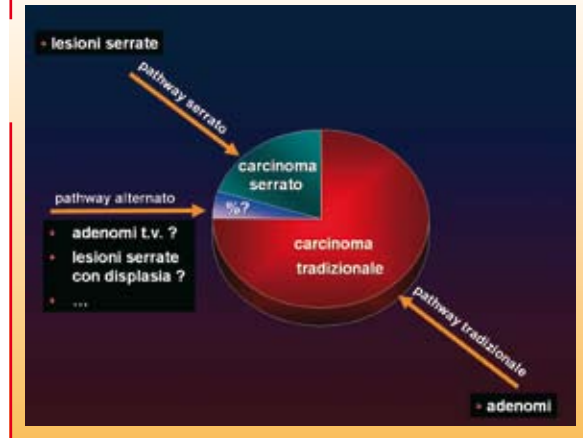 • lesioni serrate
pathway serrato
carcinoma
serrato
pathway alternato
%?
• adenomi t.v. ?
• lesioni serrate
con displasia ?
• ...
carcinoma
tradizionale
pathway tradizionale
• adenomi